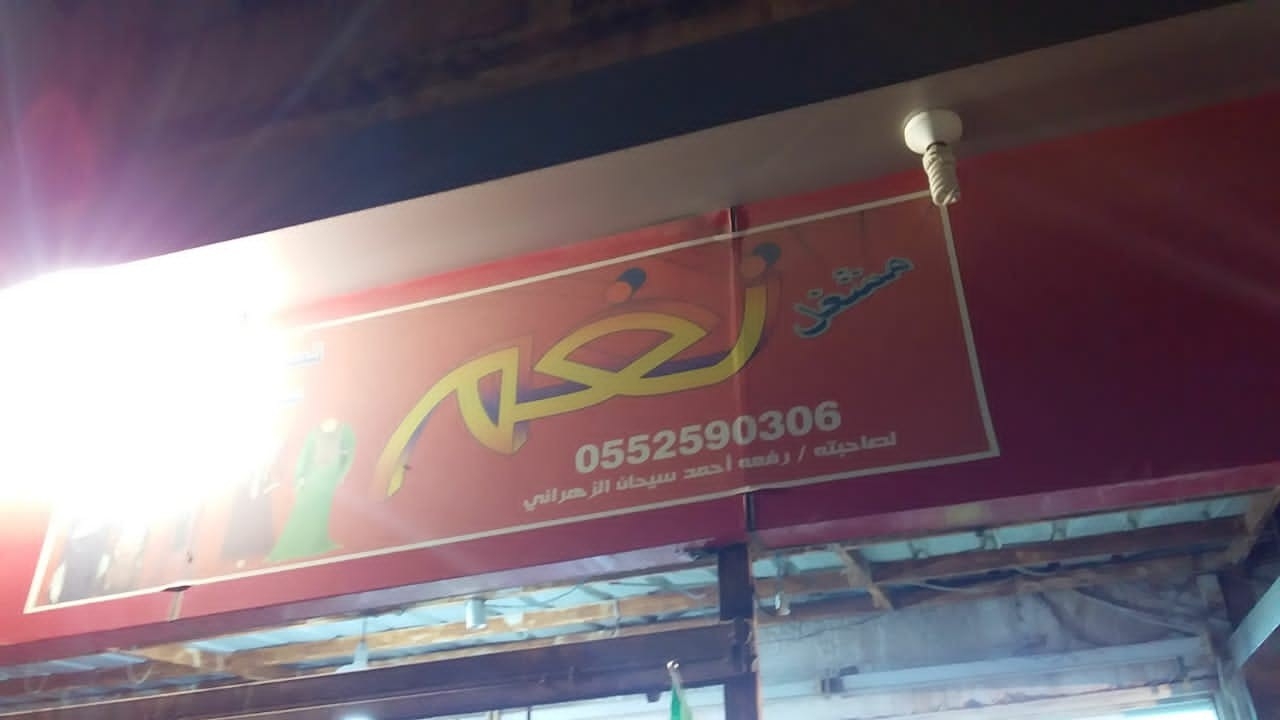 مشغل
نغم
0552590306
لصاحبته / رفعه أحمد سيحان الزهراني